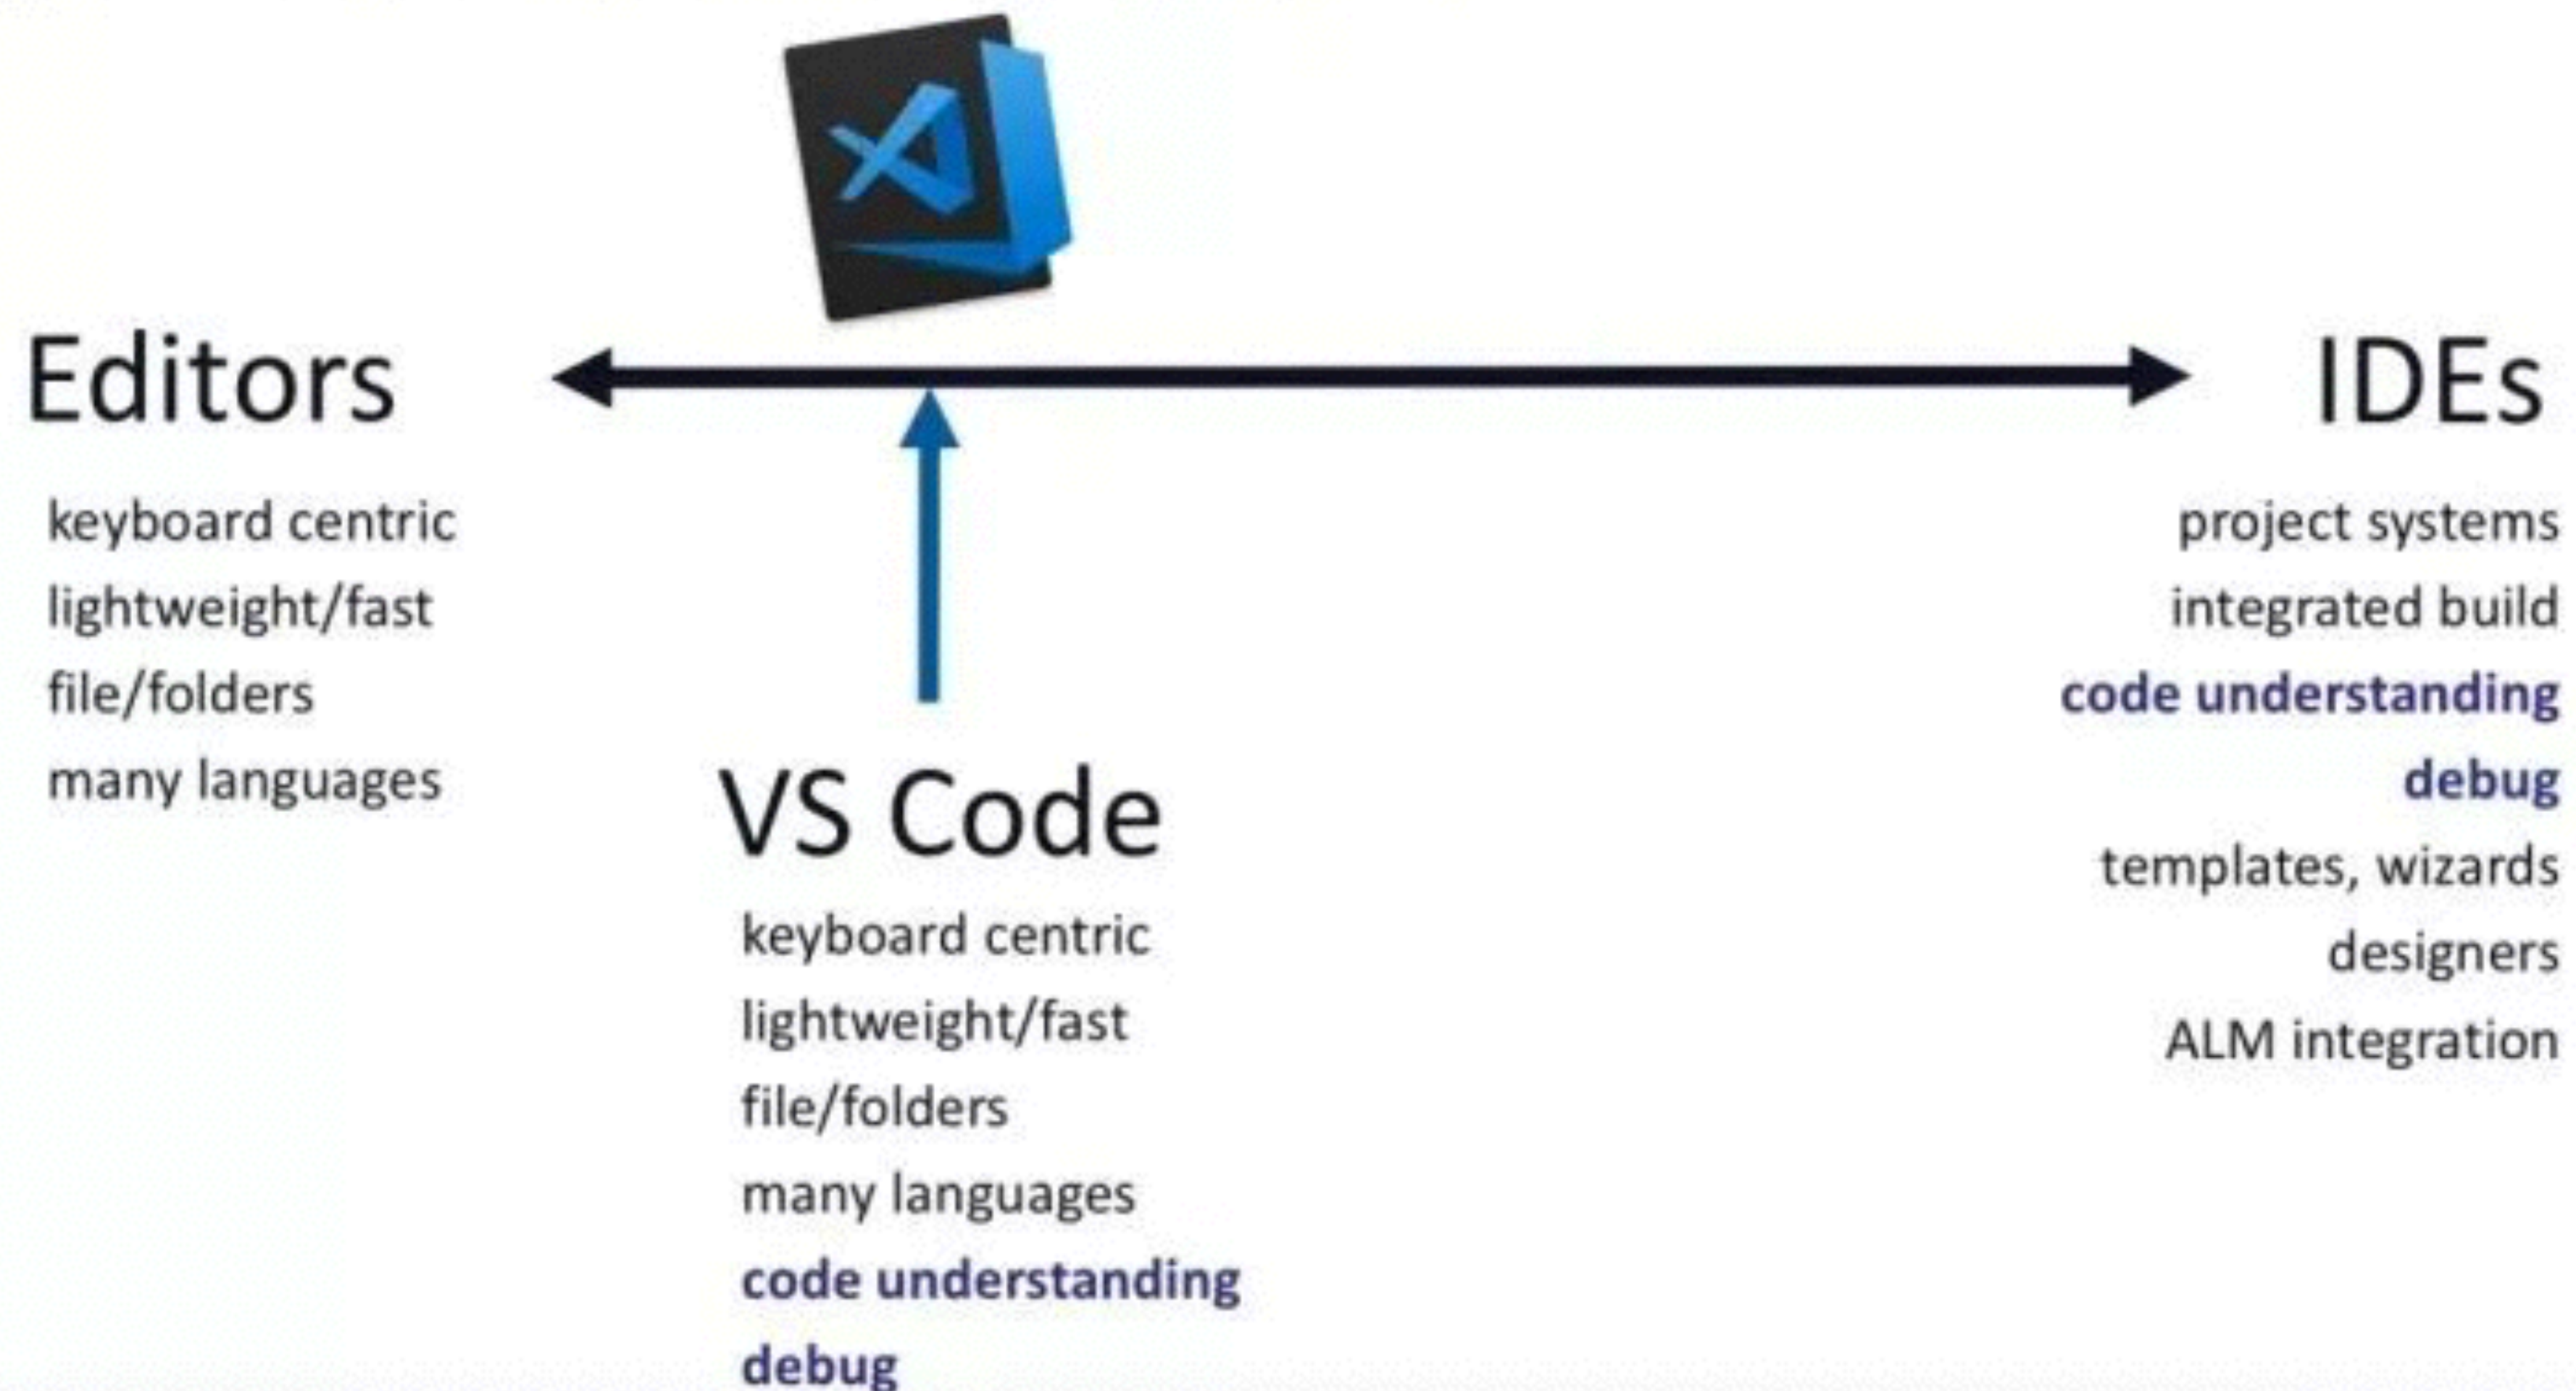 Editors
IDEs
keyboard centric
lightweight/fast
file/folders
many languages
VS Code
keyboard centric
lightweight/fast
file/folders
many languages
code understanding
debug
project systems
integrated build
code understanding
debug
templates, wizards
designers
ALM integration